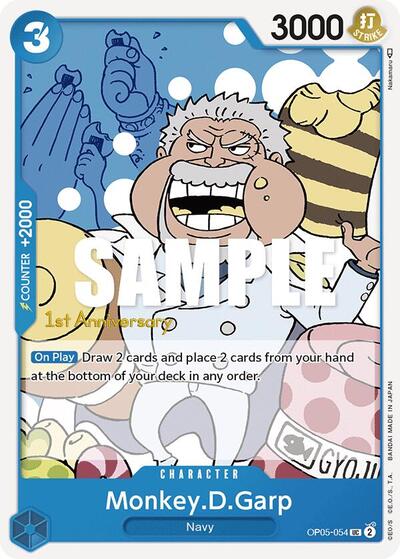 3
3000
打
STRIKE
Nakamaru
COUNTER +2000
SAMPLE
1st Anniversary
On Play Draw 2 cards and place 2 cards from your hand
at the bottom of your deck in any order.
GYOJI
CHARACTER
Monkey.D.Garp
Navy
OP05-054 UC 2
©E.O./S., T.A. BANDAI MADE IN JAPAN